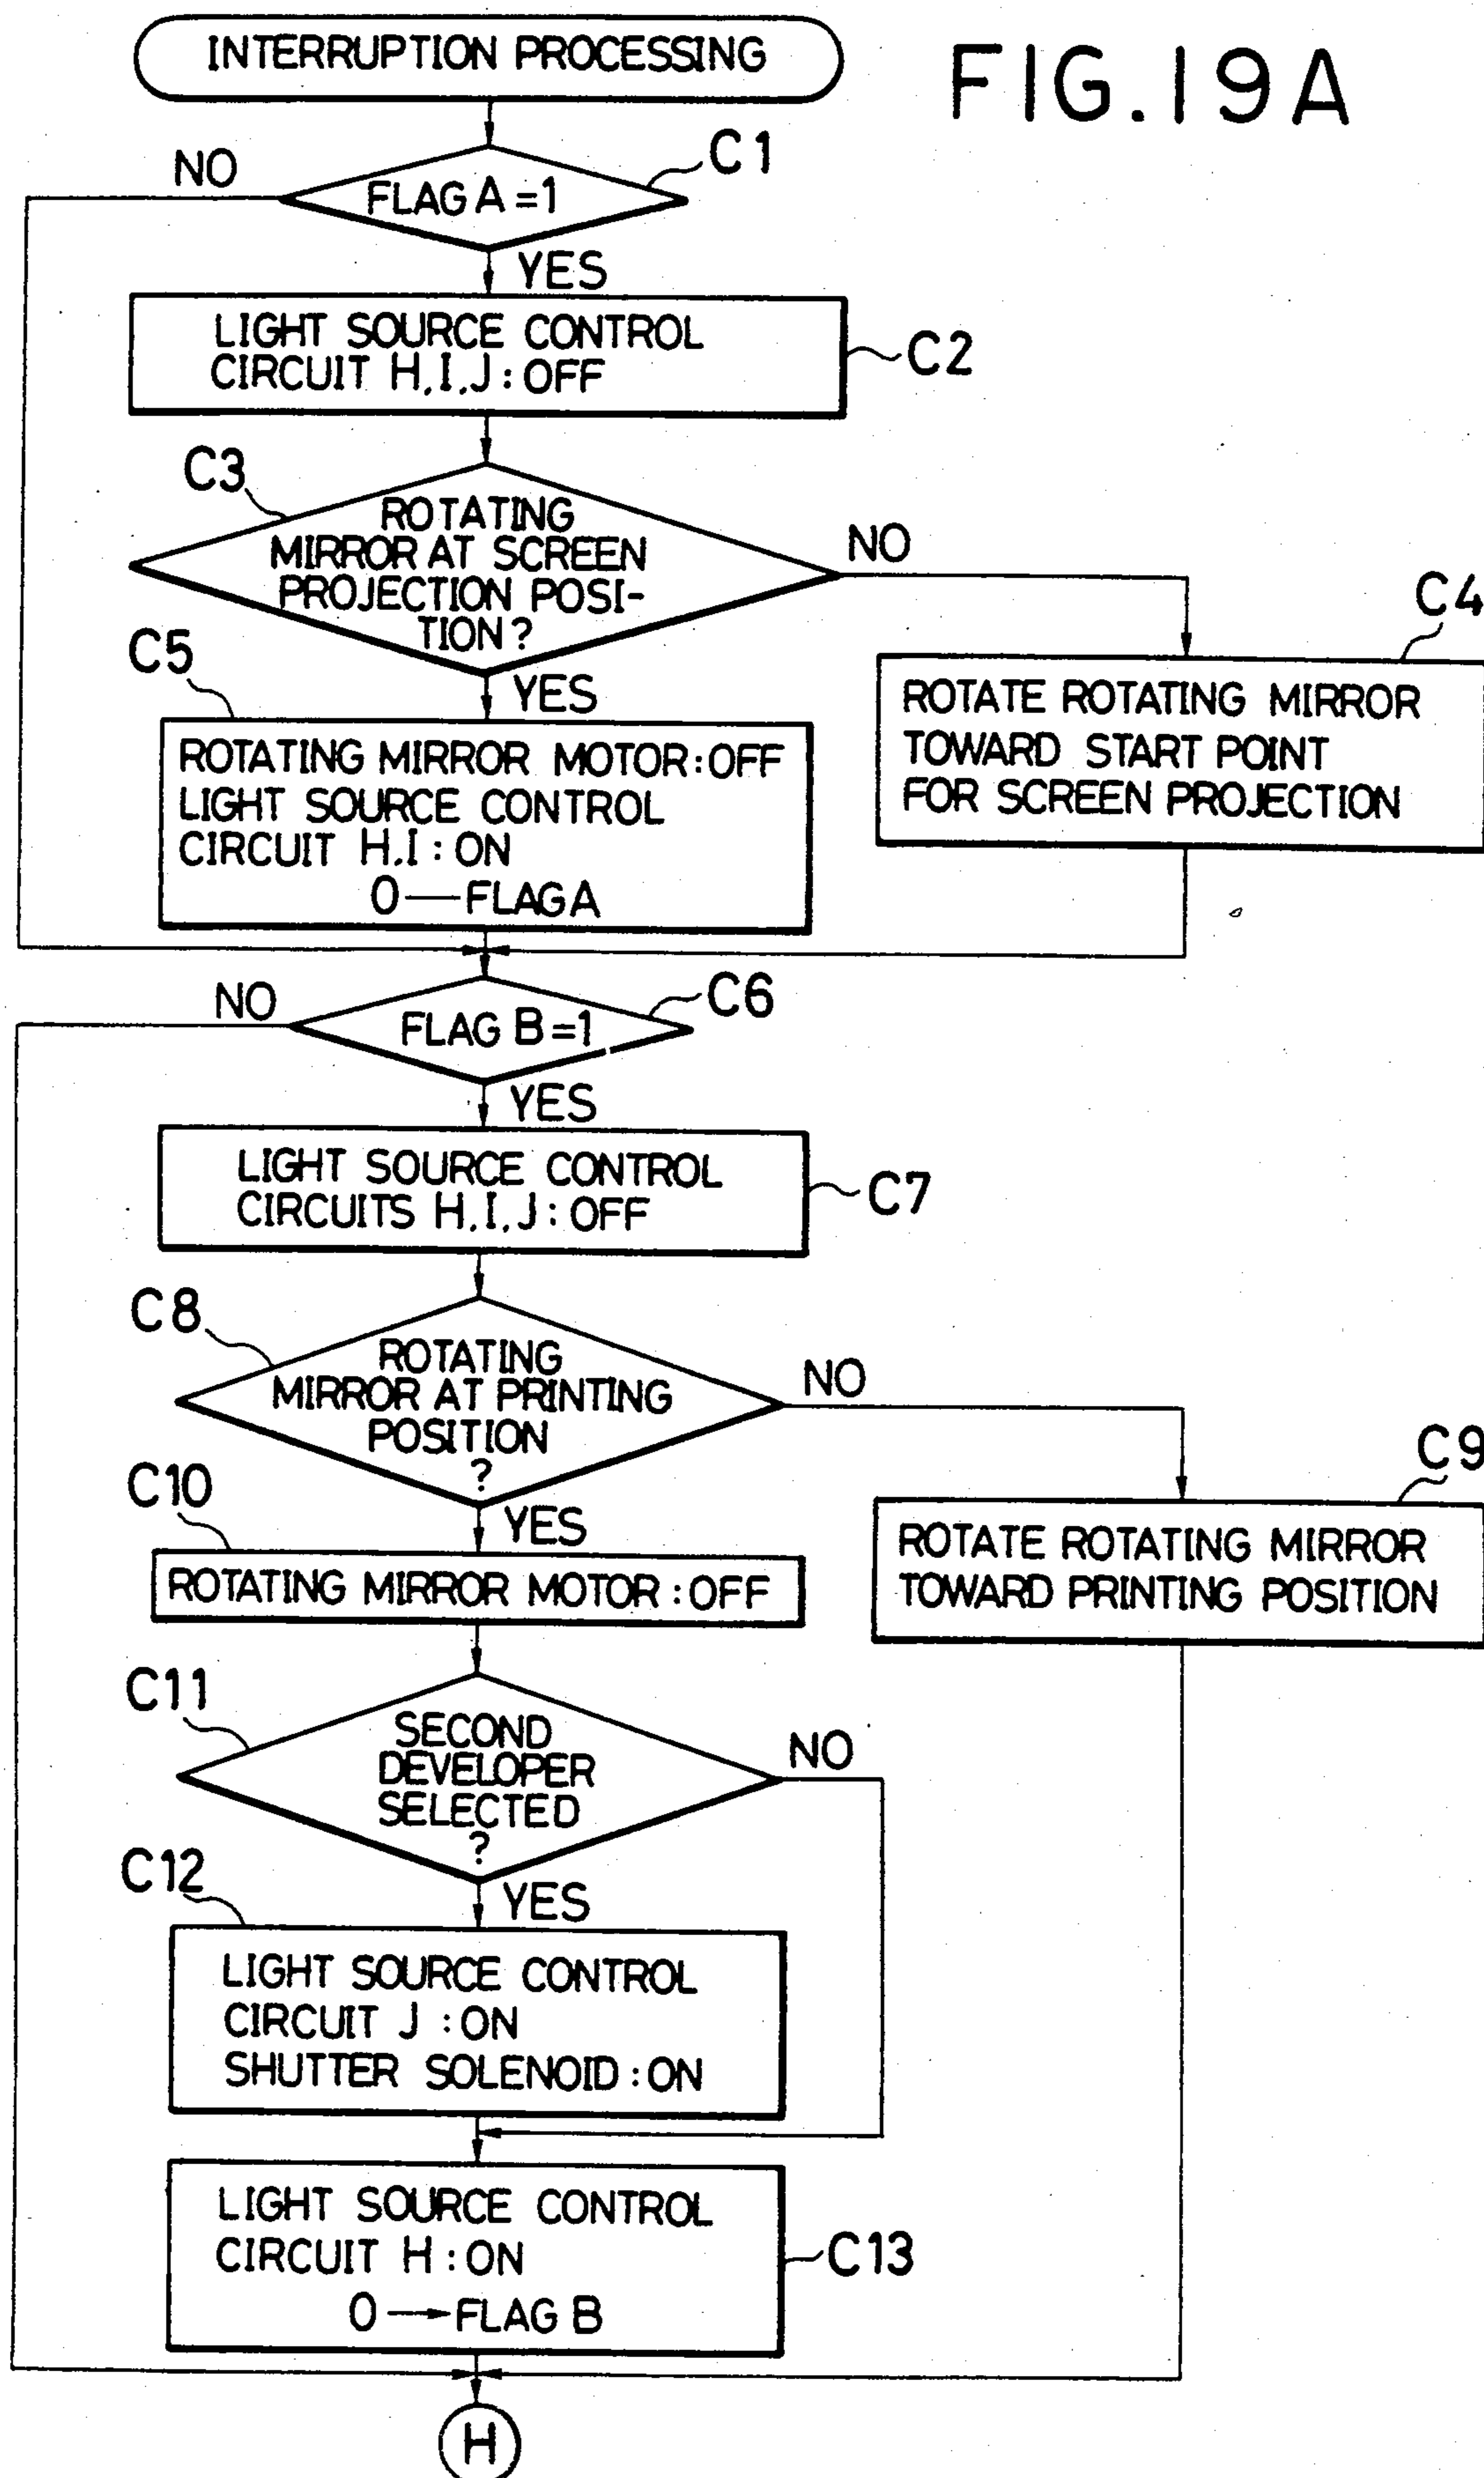 INTERRUPTION PROCESSING
FIG.19A
C1
NO
FLAG A=1
YES
LIGHT SOURCE CONTROL
CIRCUIT H,I,J:OFF
C2
C3
ROTATING
MIRROR AT SCREEN
PROJECTION POSI-
TION?
NO
C4
C5
YES
ROTATE ROTATING MIRROR
TOWARD START POINT
FOR SCREEN PROJECTION
ROTATING MIRROR MOTOR:OFF
LIGHT SOURCE CONTROL
CIRCUIT H,I:ON
0—FLAG A
NO
C6
FLAG B=1
YES
LIGHT SOURCE CONTROL
CIRCUITS H,I,J:OFF
C7
C8
ROTATING
MIRROR AT PRINTING
POSITION
?
NO
C9
C10
YES
ROTATE ROTATING MIRROR
TOWARD PRINTING POSITION
ROTATING MIRROR MOTOR:OFF
C11
SECOND
DEVELOPER
SELECTED
?
NO
C12
YES
LIGHT SOURCE CONTROL
CIRCUIT J:ON
SHUTTER SOLENOID:ON
LIGHT SOURCE CONTROL
CIRCUIT H:ON
0→FLAG B
C13
H